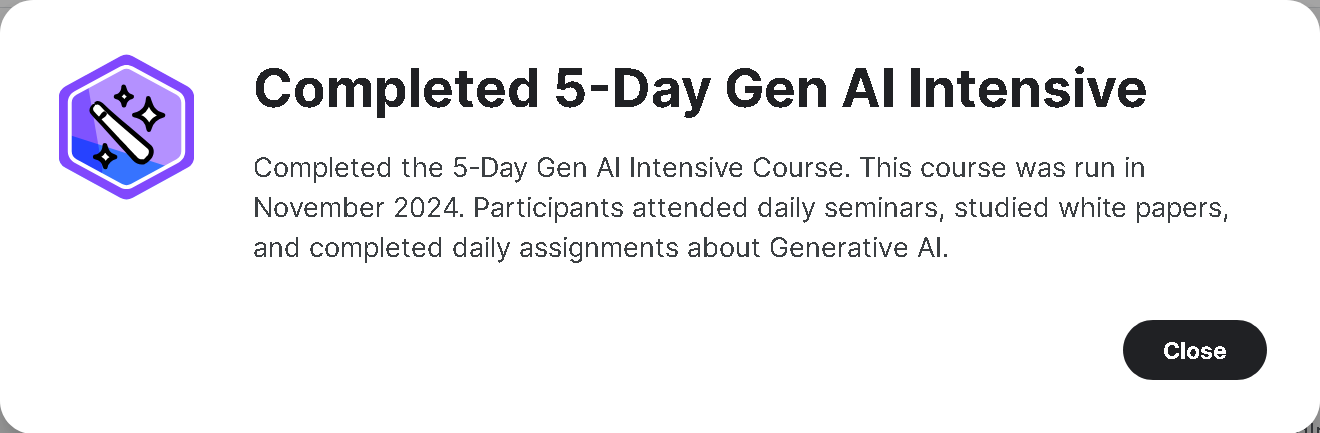 Completed 5-Day Gen AI Intensive
Completed the 5-Day Gen AI Intensive Course. This course was run in
November 2024. Participants attended daily seminars, studied white papers,
and completed daily assignments about Generative AI.
Close